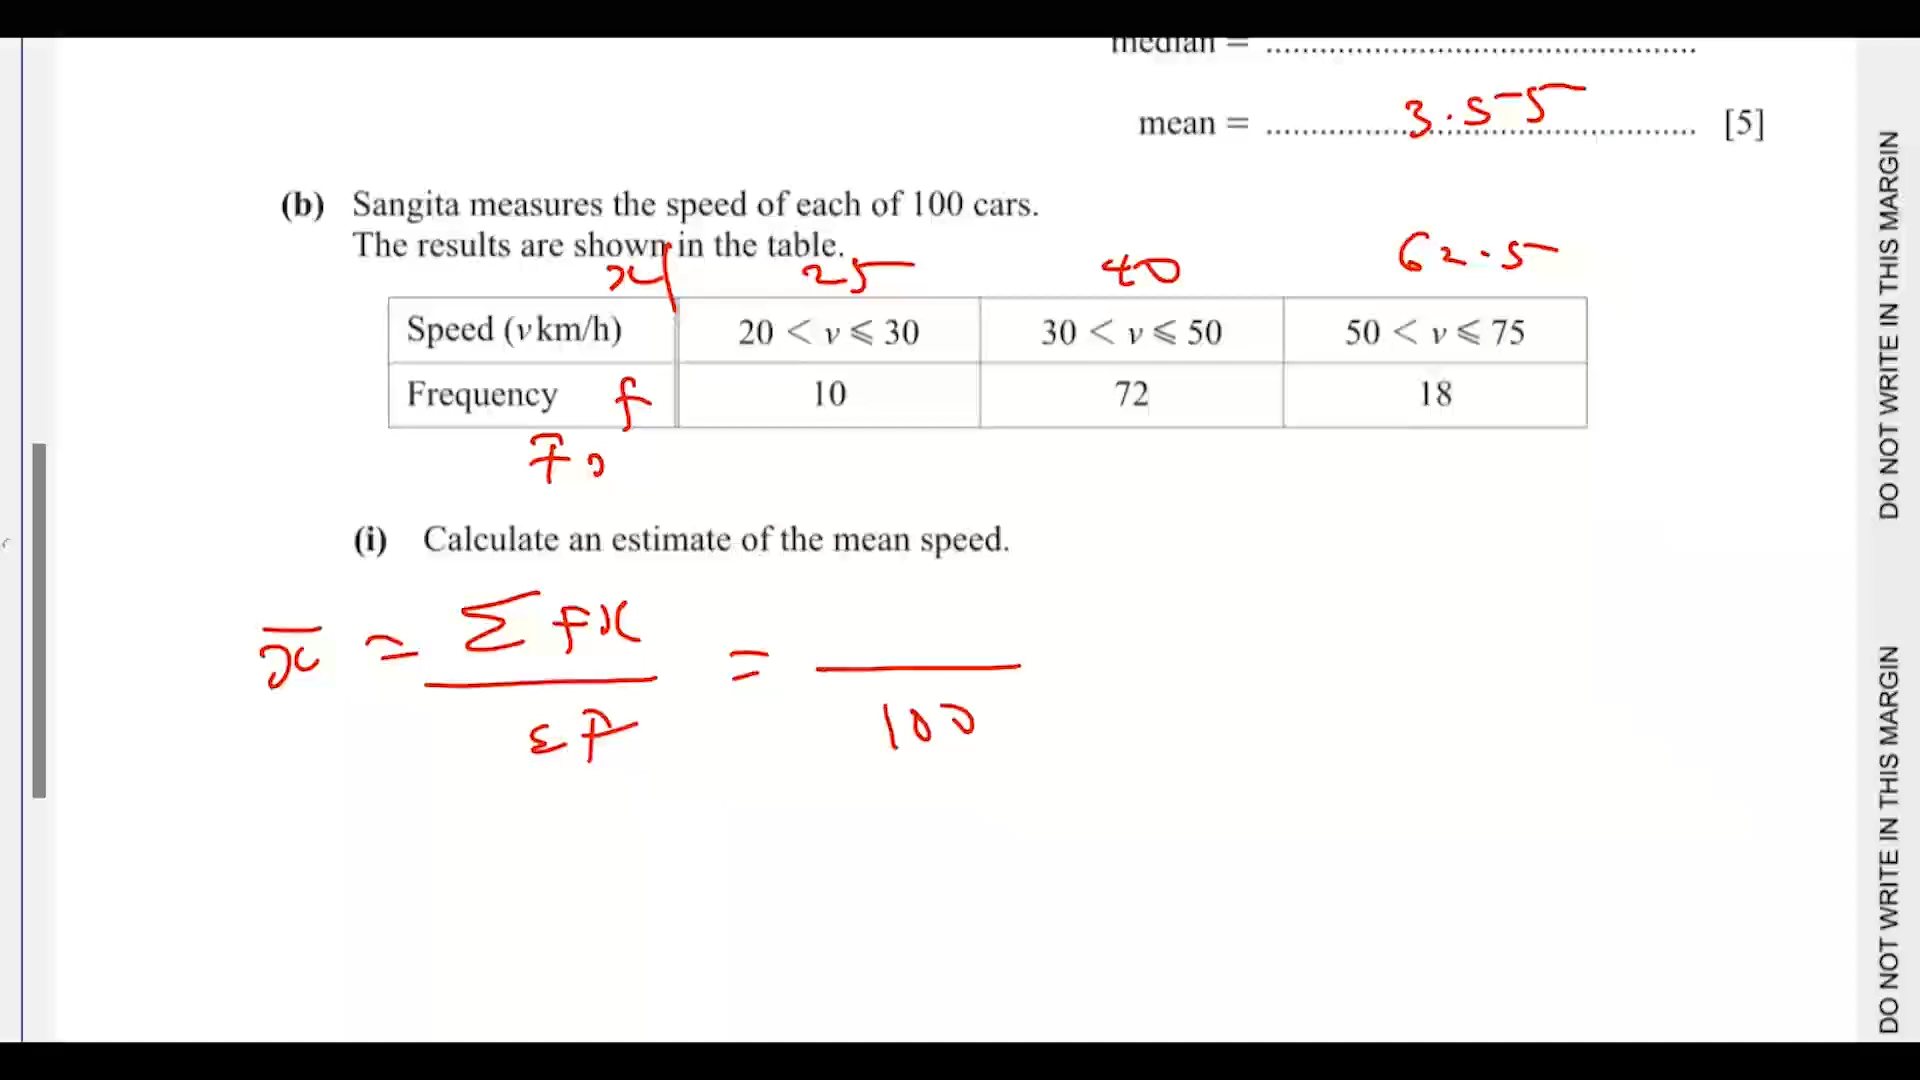 median = ........................................
mean = 3.55 [5]
(b) Sangita measures the speed of each of 100 cars.
The results are shown in the table.
x 25 40 62.5
Speed (v km/h) 20 < v ⩽ 30 30 < v ⩽ 50 50 < v ⩽ 75
Frequency f 10 72 18
(i) Calculate an estimate of the mean speed.
x̄ = Σfx / Σf = / 100
DO NOT WRITE IN THIS MARGIN
DO NOT WRITE IN THIS MARGIN